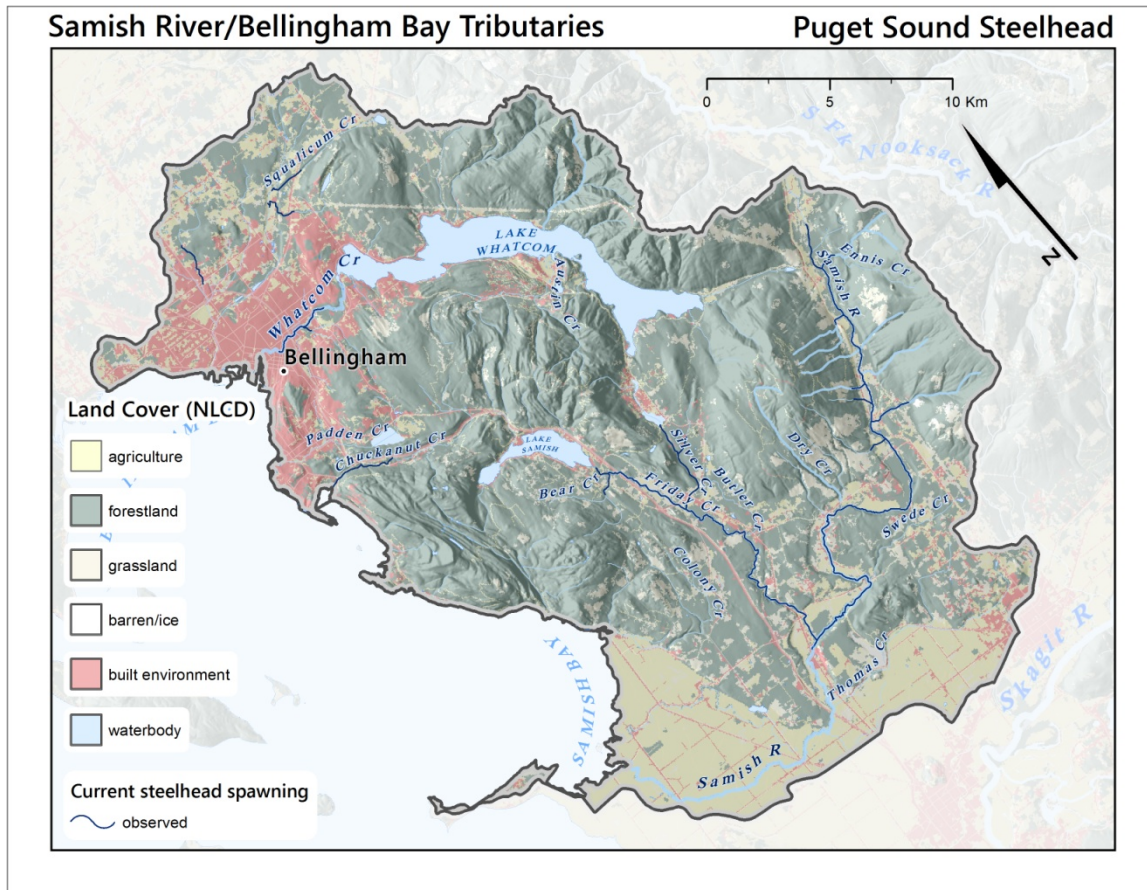 Samish River/Bellingham Bay Tributaries
Puget Sound Steelhead
0 5 10 Km
S Fk Nooksack R
N
Squalicum Cr
LAKE
WHATCOM
Ennis Cr
Samish R
Austin Cr
Whatcom Cr
Bellingham
Land Cover (NLCD)
agriculture
forestland
grassland
barren/ice
built environment
waterbody
Current steelhead spawning
observed
Padden Cr
Chuckanut Cr
LAKE
SAMISH
Bear Cr
Friday Cr
Silver Cr
Butler Cr
Dry Cr
Swede Cr
Colony Cr
Thomas Cr
Skagit R
SAMISH BAY
Samish R